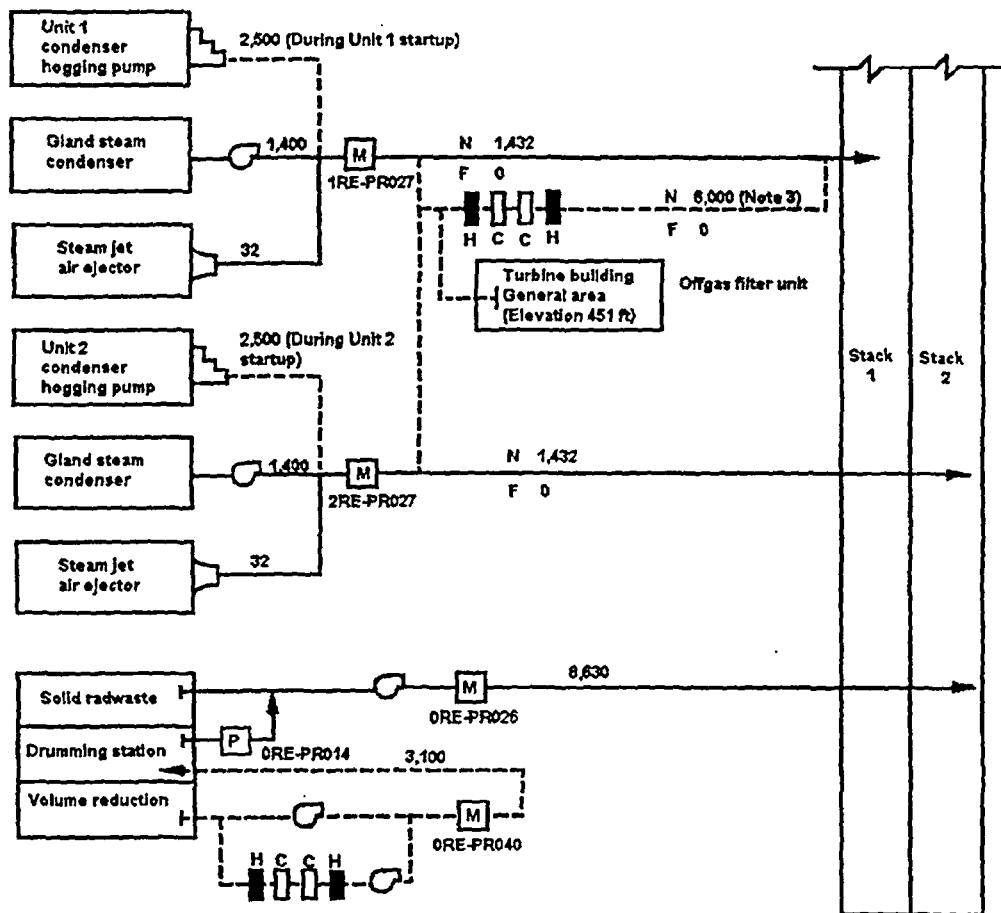 Unit 1
condenser
hogging pump
2,500 (During Unit 1 startup)
Gland steam
condenser
1,400
M
1RE-PR027
N 1,432
F 0
N 6,000 (Note 3)
F 0
H C C H
Steam jet
air ejector
32
Turbine building
General area
(Elevation 451 ft)
Offgas filter unit
Unit 2
condenser
hogging pump
2,500 (During Unit 2
startup)
Stack
1
Stack
2
Gland steam
condenser
1,400
M
2RE-PR027
N 1,432
F 0
Steam jet
air ejector
32
Solid radwaste
M
0RE-PR026
8,630
Drumming station
P
0RE-PR014
3,100
Volume reduction
M
0RE-PR040
H C C H